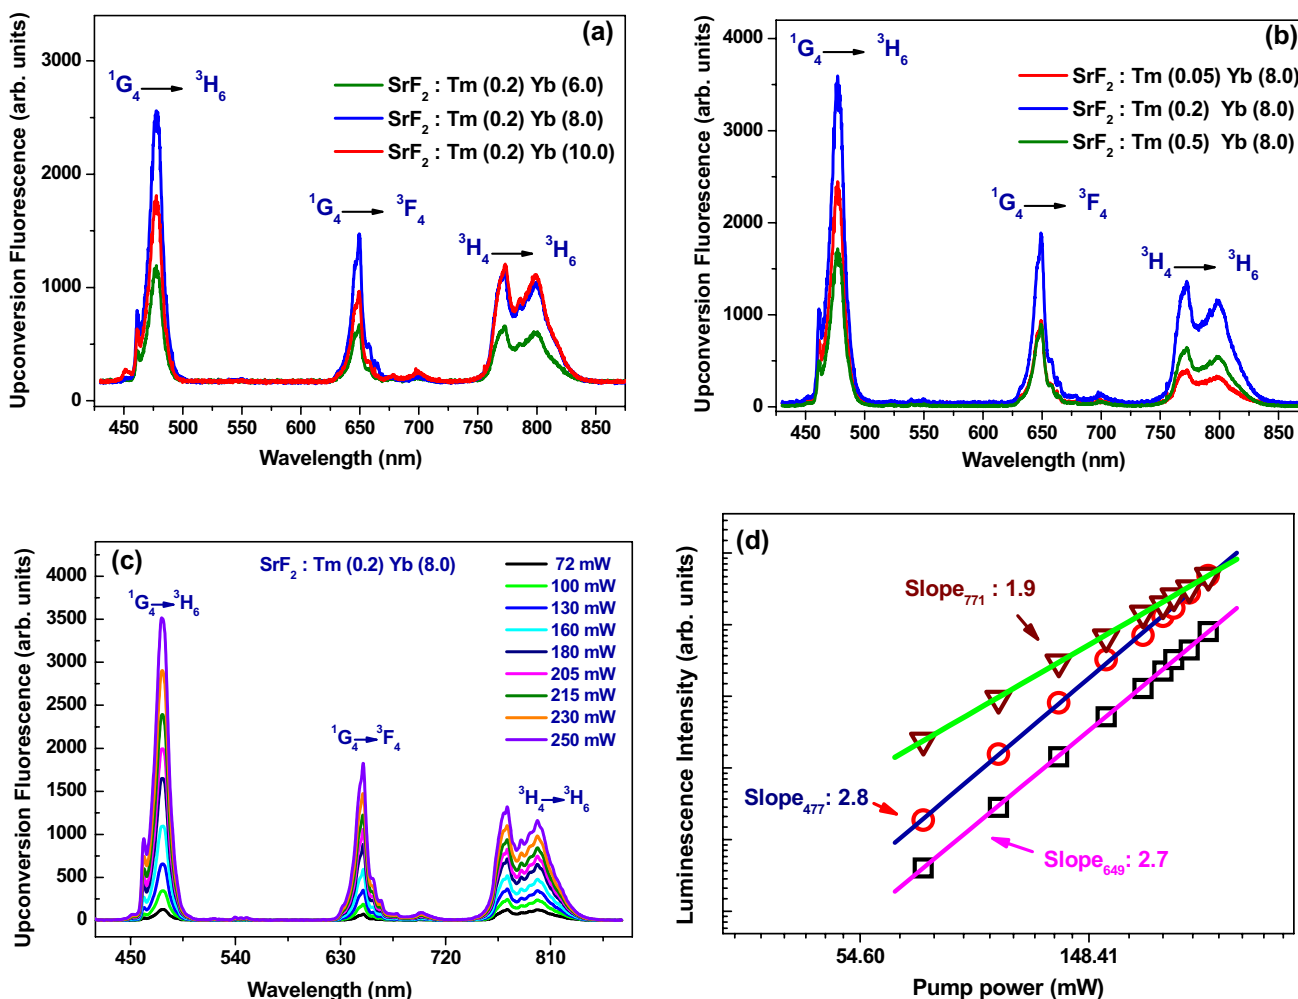 (a)
3000
2000
1000
0
Upconversion Fluorescence (arb. units)
¹G₄ → ³H₆
SrF₂ : Tm (0.2) Yb (6.0)
SrF₂ : Tm (0.2) Yb (8.0)
SrF₂ : Tm (0.2) Yb (10.0)
¹G₄ → ³F₄
³H₄ → ³H₆
450 500 550 600 650 700 750 800 850
Wavelength (nm)
(b)
4000
3000
2000
1000
0
Upconversion Fluorescence (arb. units)
¹G₄ → ³H₆
SrF₂ : Tm (0.05) Yb (8.0)
SrF₂ : Tm (0.2) Yb (8.0)
SrF₂ : Tm (0.5) Yb (8.0)
¹G₄ → ³F₄
³H₄ → ³H₆
450 500 550 600 650 700 750 800 850
Wavelength (nm)
(c)
SrF₂ : Tm (0.2) Yb (8.0)
4000
3500
3000
2500
2000
1500
1000
500
0
Upconversion Fluorescence (arb. units)
¹G₄→³H₆
72 mW
100 mW
130 mW
160 mW
180 mW
205 mW
215 mW
230 mW
250 mW
¹G₄→³F₄
³H₄→³H₆
450 540 630 720 810
Wavelength (nm)
(d)
Luminescence Intensity (arb. units)
Slope₇₇₁ : 1.9
Slope₄₇₇: 2.8
Slope₆₄₉: 2.7
54.60 148.41
Pump power (mW)